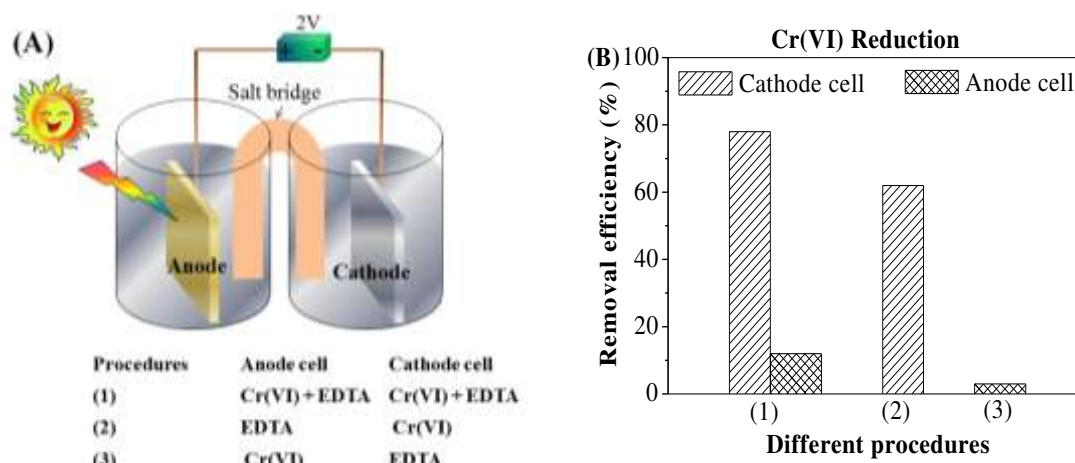 (A)
2V
+ -
Salt bridge
Anode
Cathode
Procedures Anode cell Cathode cell
(1) Cr(VI) + EDTA Cr(VI) + EDTA
(2) EDTA Cr(VI)
(3) Cr(VI) EDTA
(B)
Cr(VI) Reduction
Cathode cell Anode cell
Removal efficiency (%)
100
80
60
40
20
0
(1) (2) (3)
Different procedures